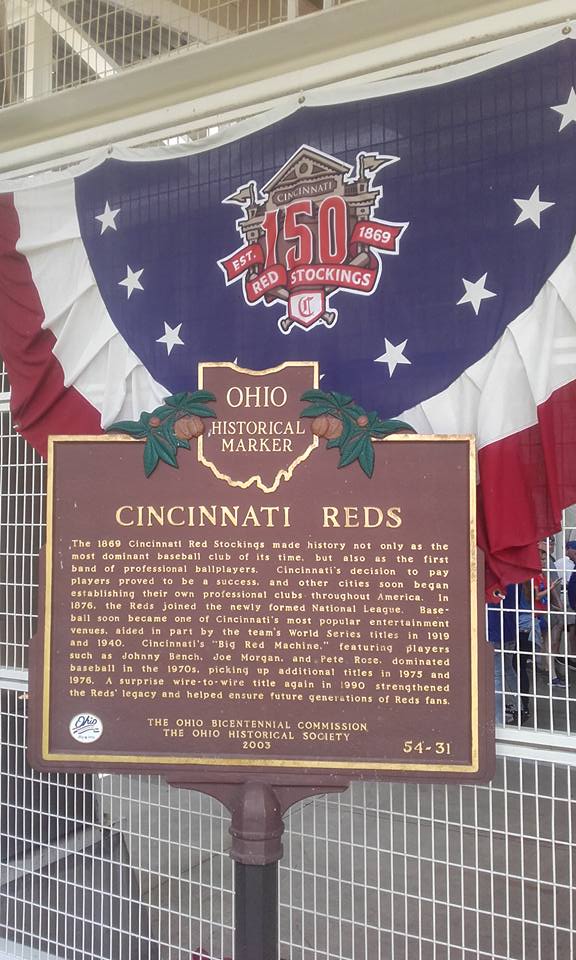 CINCINNATI
150
EST.
1869
RED STOCKINGS
C
OHIO
HISTORICAL
MARKER
CINCINNATI REDS
The 1869 Cincinnati Red Stockings made history not only as the
most dominant baseball club of its time, but also as the first
band of professional ballplayers. Cincinnati's decision to pay
players proved to be a success, and other cities soon began
establishing their own professional clubs throughout America. In
1876, the Reds joined the newly formed National League. Base-
ball soon became one of Cincinnati's most popular entertainment
venues, aided in part by the team's World Series titles in 1919
and 1940. Cincinnati's "Big Red Machine," featuring players
such as Johnny Bench, Joe Morgan, and Pete Rose, dominated
baseball in the 1970s, picking up additional titles in 1975 and
1976. A surprise wire-to-wire title again in 1990 strengthened
the Reds' legacy and helped ensure future generations of Reds fans.
Ohio
THE OHIO BICENTENNIAL COMMISSION
THE OHIO HISTORICAL SOCIETY
2003
54-31